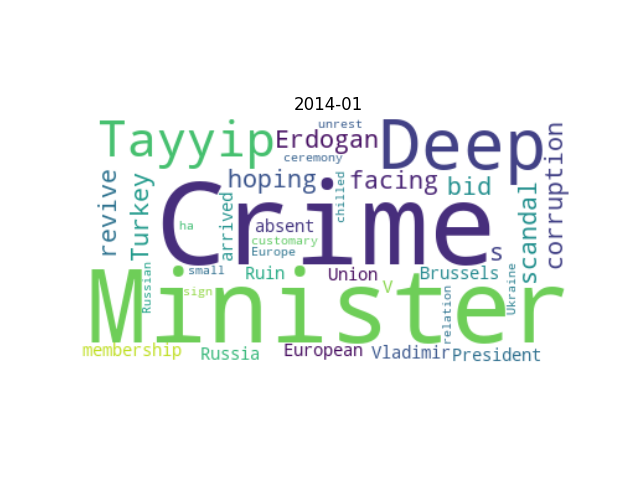 2014-01
unrest
Tayyip Erdogan Deep
ceremony
revive Turkey hoping chilled facing bid scandal corruption
Crime
arrived absent
ha
customary
s
Europe
Russian small Ruin Union Brussels Ukraine
sign V relation
Minister
membership Russia European Vladimir President